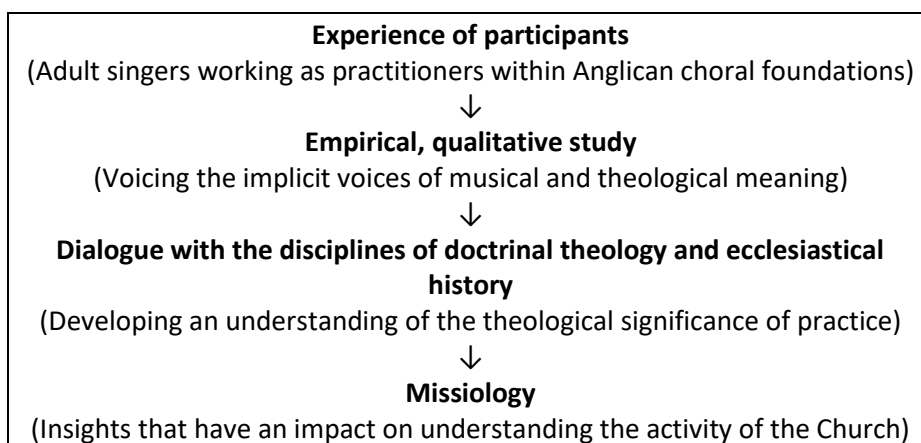 Experience of participants
(Adult singers working as practitioners within Anglican choral foundations)
↓
Empirical, qualitative study
(Voicing the implicit voices of musical and theological meaning)
↓
Dialogue with the disciplines of doctrinal theology and ecclesiastical
history
(Developing an understanding of the theological significance of practice)
↓
Missiology
(Insights that have an impact on understanding the activity of the Church)